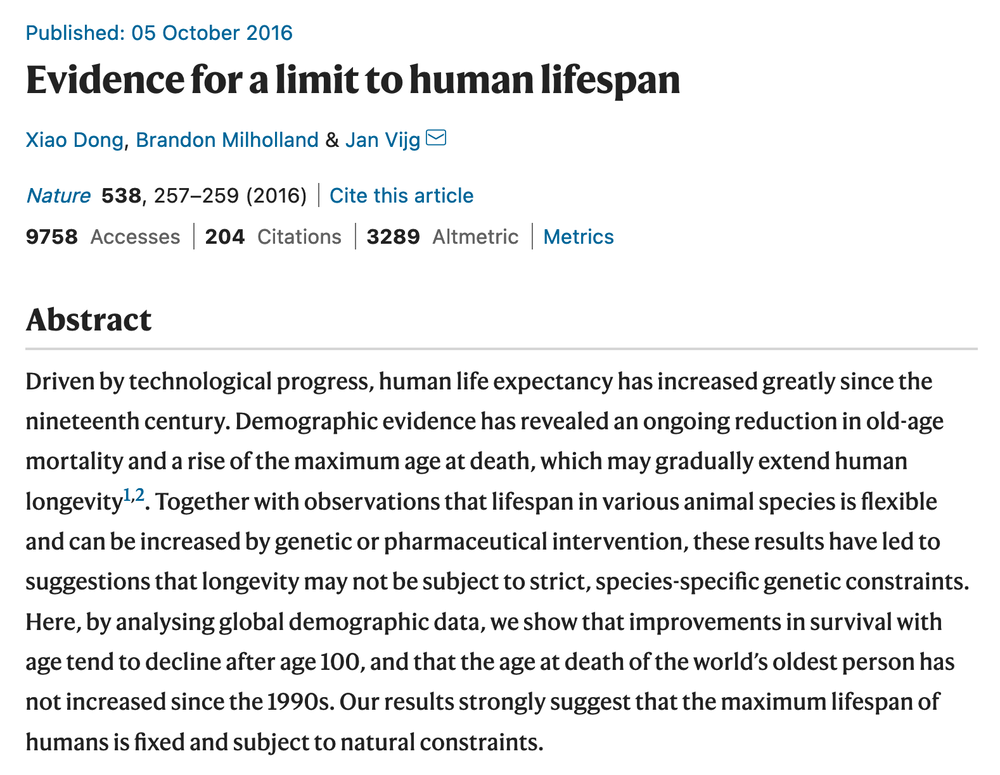 Published: 05 October 2016
Evidence for a limit to human lifespan
Xiao Dong, Brandon Milholland & Jan Vijg
Nature 538, 257–259 (2016) | Cite this article
9758 Accesses | 204 Citations | 3289 Altmetric | Metrics
Abstract
Driven by technological progress, human life expectancy has increased greatly since the
nineteenth century. Demographic evidence has revealed an ongoing reduction in old-age
mortality and a rise of the maximum age at death, which may gradually extend human
longevity1,2. Together with observations that lifespan in various animal species is flexible
and can be increased by genetic or pharmaceutical intervention, these results have led to
suggestions that longevity may not be subject to strict, species-specific genetic constraints.
Here, by analysing global demographic data, we show that improvements in survival with
age tend to decline after age 100, and that the age at death of the world’s oldest person has
not increased since the 1990s. Our results strongly suggest that the maximum lifespan of
humans is fixed and subject to natural constraints.